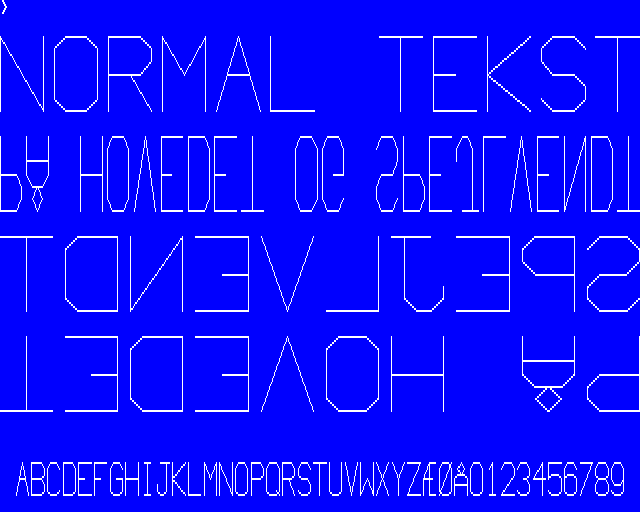 >
NORMAL TEKST
PÅ HOVEDET OG SPEJLVENDT
SPEJLVENDT
PÅ HOVEDET
ABCDEFGHIJKLMNOPQRSTUVWXYZÆØÅ0123456789